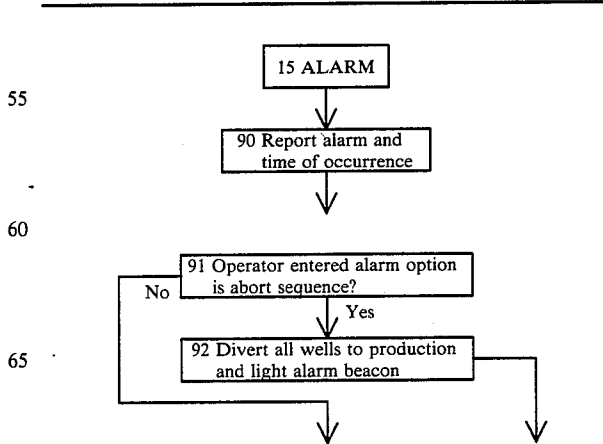 15 ALARM
55
90 Report alarm and
time of occurrence
60
91 Operator entered alarm option
is abort sequence?
No
Yes
92 Divert all wells to production
65
and light alarm beacon